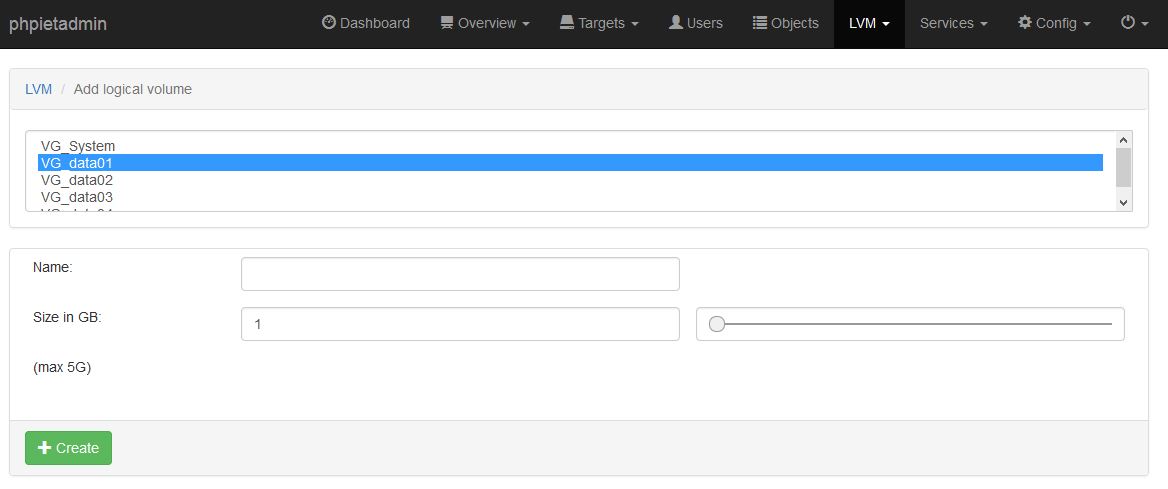 phpietadmin
Dashboard Overview Targets Users Objects LVM Services Config
LVM / Add logical volume
VG_System
VG_data01
VG_data02
VG_data03
Name:
Size in GB: 1
(max 5G)
Create